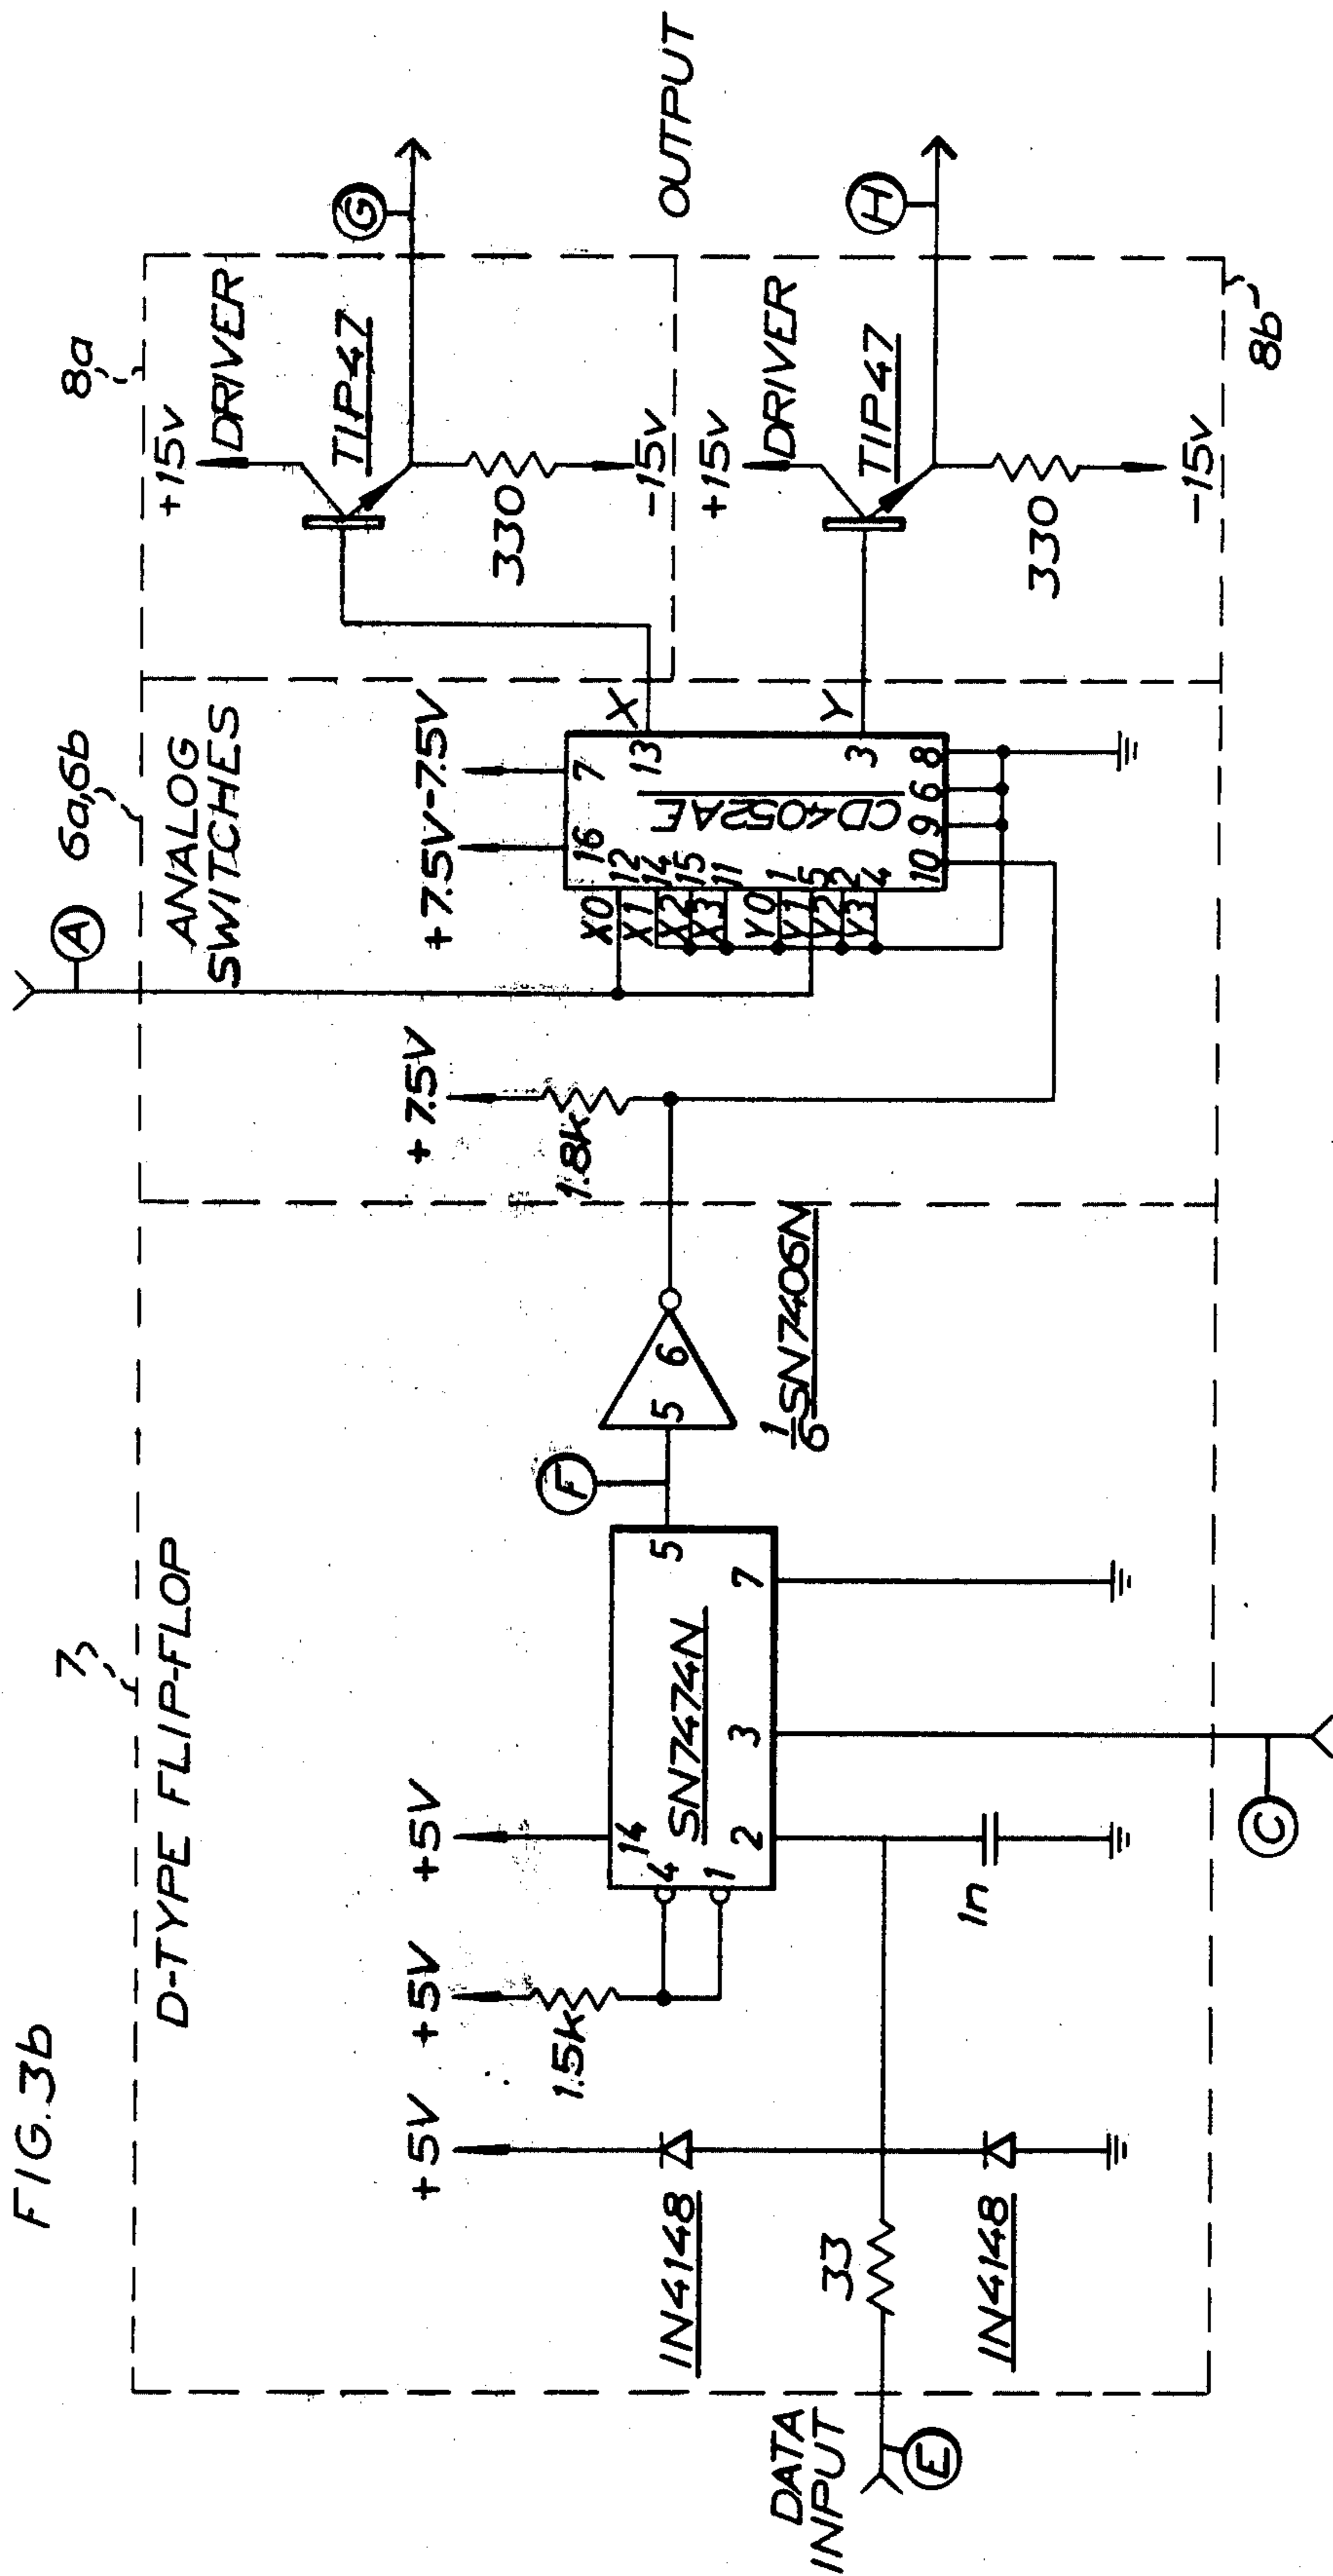 FIG.3b
7
D-TYPE FLIP-FLOP
+5V
+5V
+5V
1N4148
1.5k
14
4
1
SN7474N
5
2
3
7
33
1N4148
1n
DATA
INPUT
E
C
F
5
6
1/6 SN7406N
6a,6b
A
ANALOG
SWITCHES
+7.5V
1.8k
+7.5V
-7.5V
16
7
X0
12
X1
14
X2
15
X3
11
Y0
1
Y1
5
Y2
2
Y3
4
10
9
6
8
CD4052AE
13
X
3
Y
8a
+15v
DRIVER
TIP47
330
-15v
G
OUTPUT
+15v
DRIVER
TIP47
330
-15v
H
8b